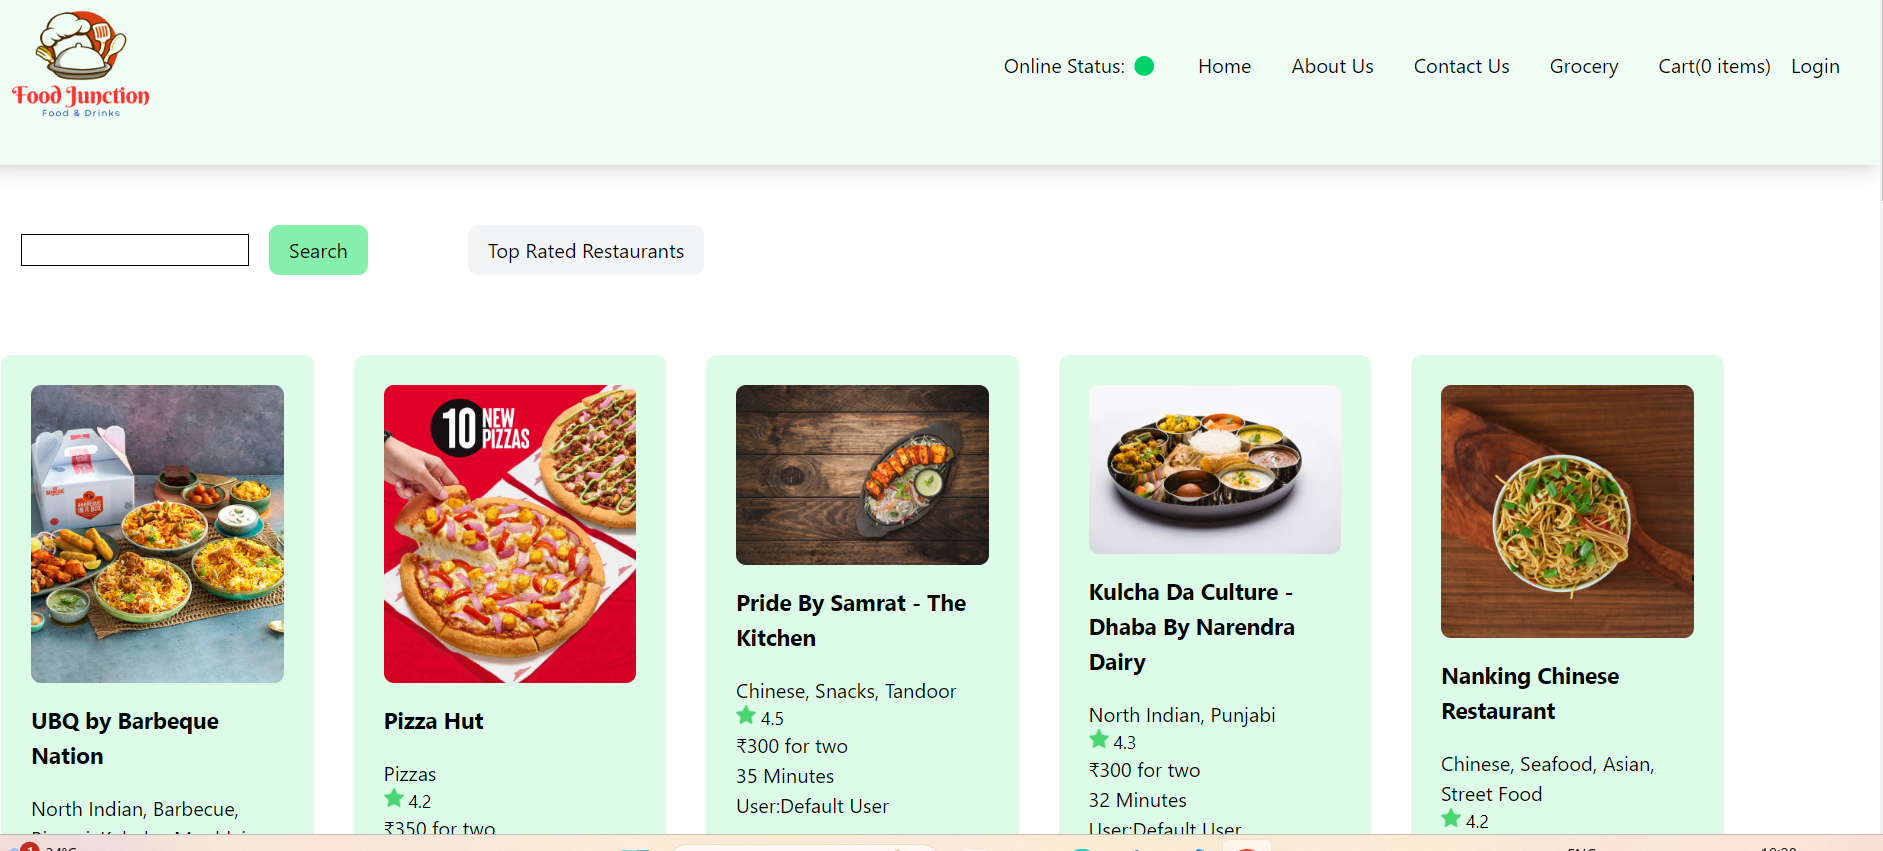 Food Junction
Food & Drinks
Online Status:
Home
About Us
Contact Us
Grocery
Cart(0 items)
Login
Search
Top Rated Restaurants
UBQ by Barbeque
Nation
North Indian, Barbecue,
10 NEW
PIZZAS
Pizza Hut
Pizzas
4.2
₹350 for two
Pride By Samrat - The
Kitchen
Chinese, Snacks, Tandoor
4.5
₹300 for two
35 Minutes
User:Default User
Kulcha Da Culture -
Dhaba By Narendra
Dairy
North Indian, Punjabi
4.3
₹300 for two
32 Minutes
User:Default User
Nanking Chinese
Restaurant
Chinese, Seafood, Asian,
Street Food
4.2